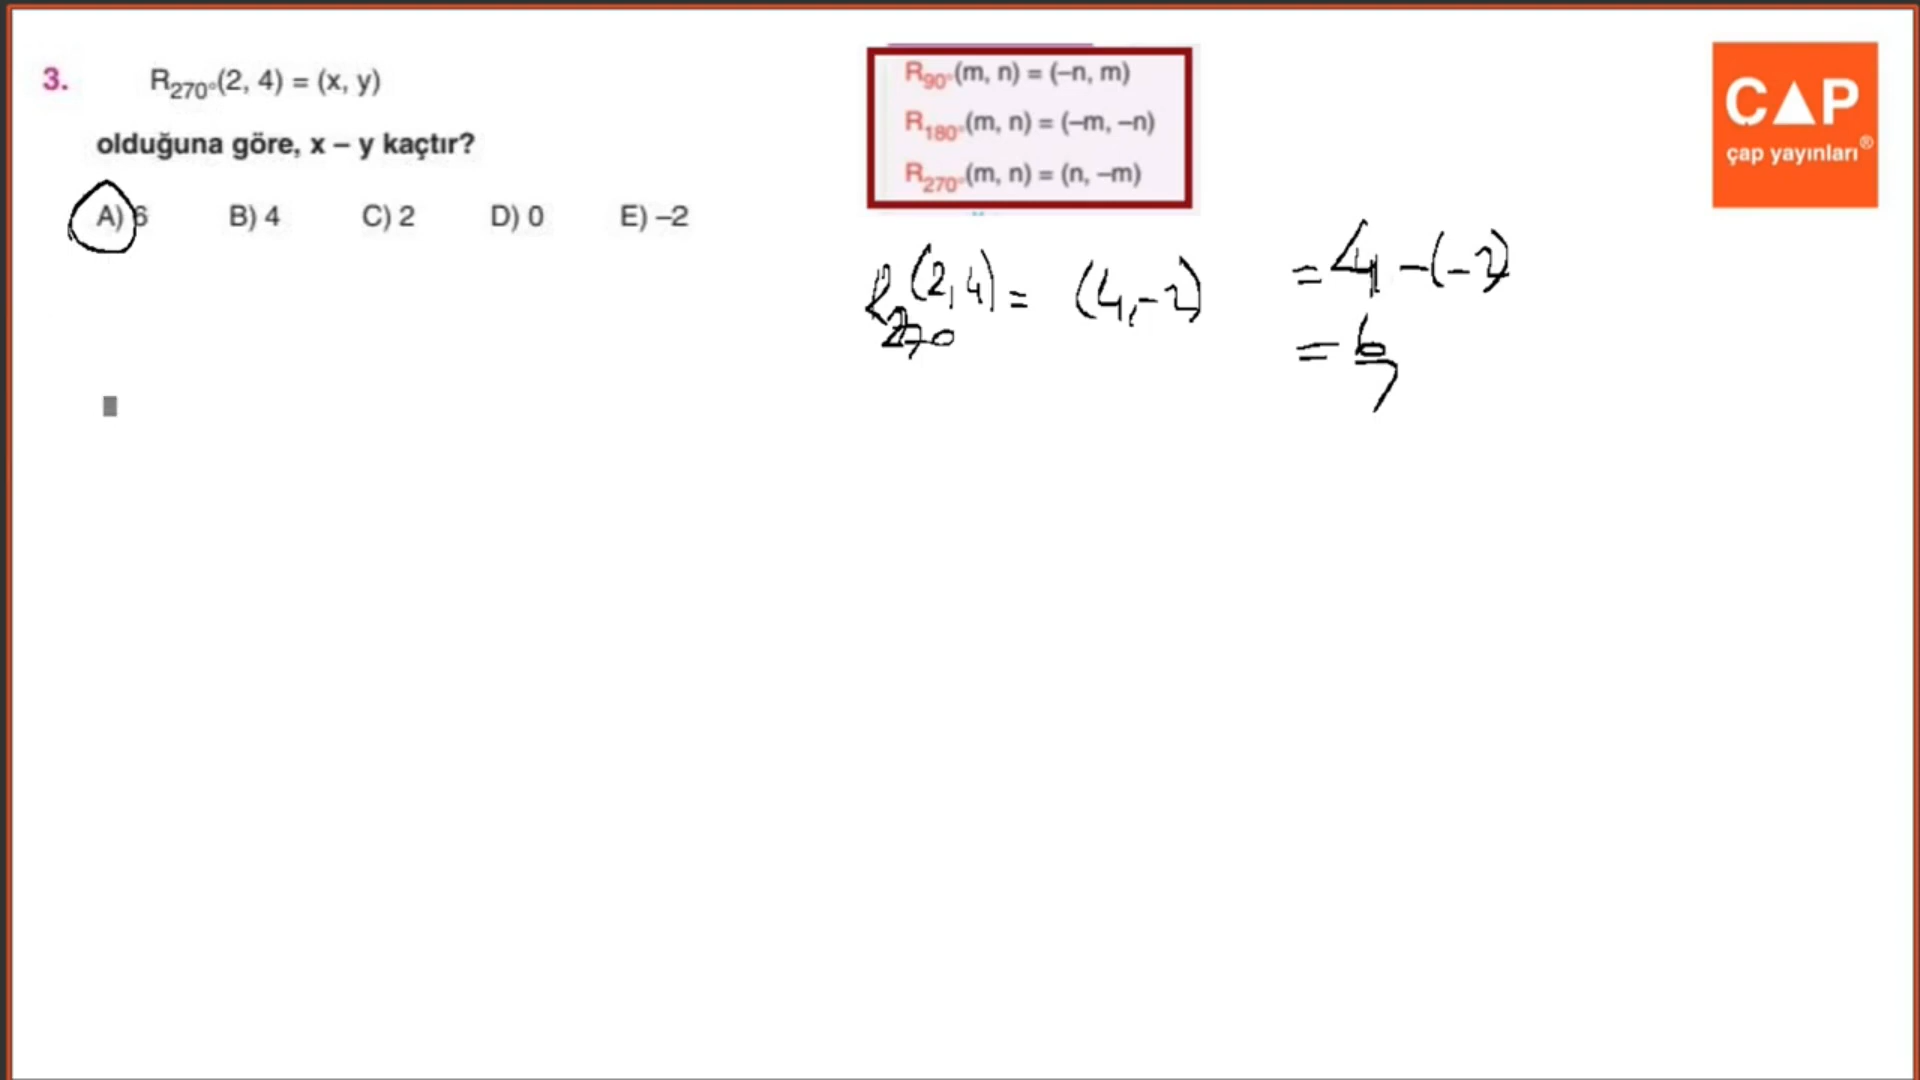 3. R270°(2, 4) = (x, y)
olduğuna göre, x – y kaçtır?
A) 6 B) 4 C) 2 D) 0 E) –2
R90°(m, n) = (–n, m)
R180°(m, n) = (–m, –n)
R270°(m, n) = (n, –m)
ÇAP
çap yayınları®
R270(2,4) = (4,-2)
= 4 -(-2)
= 6